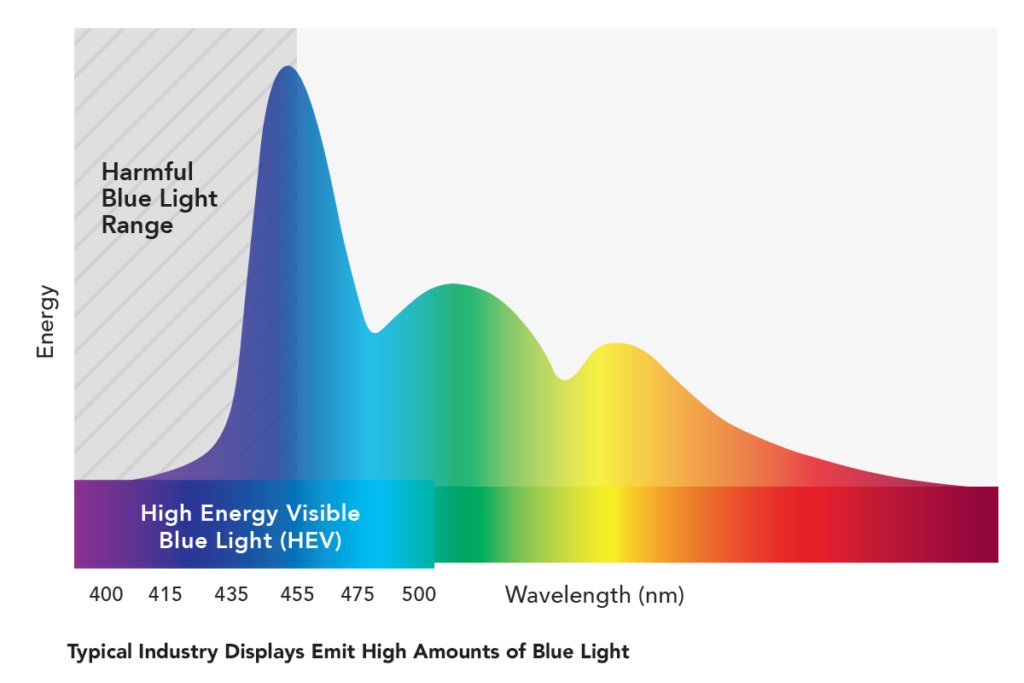 Harmful
Blue Light
Range
Energy
High Energy Visible
Blue Light (HEV)
400 415 435 455 475 500 Wavelength (nm)
Typical Industry Displays Emit High Amounts of Blue Light